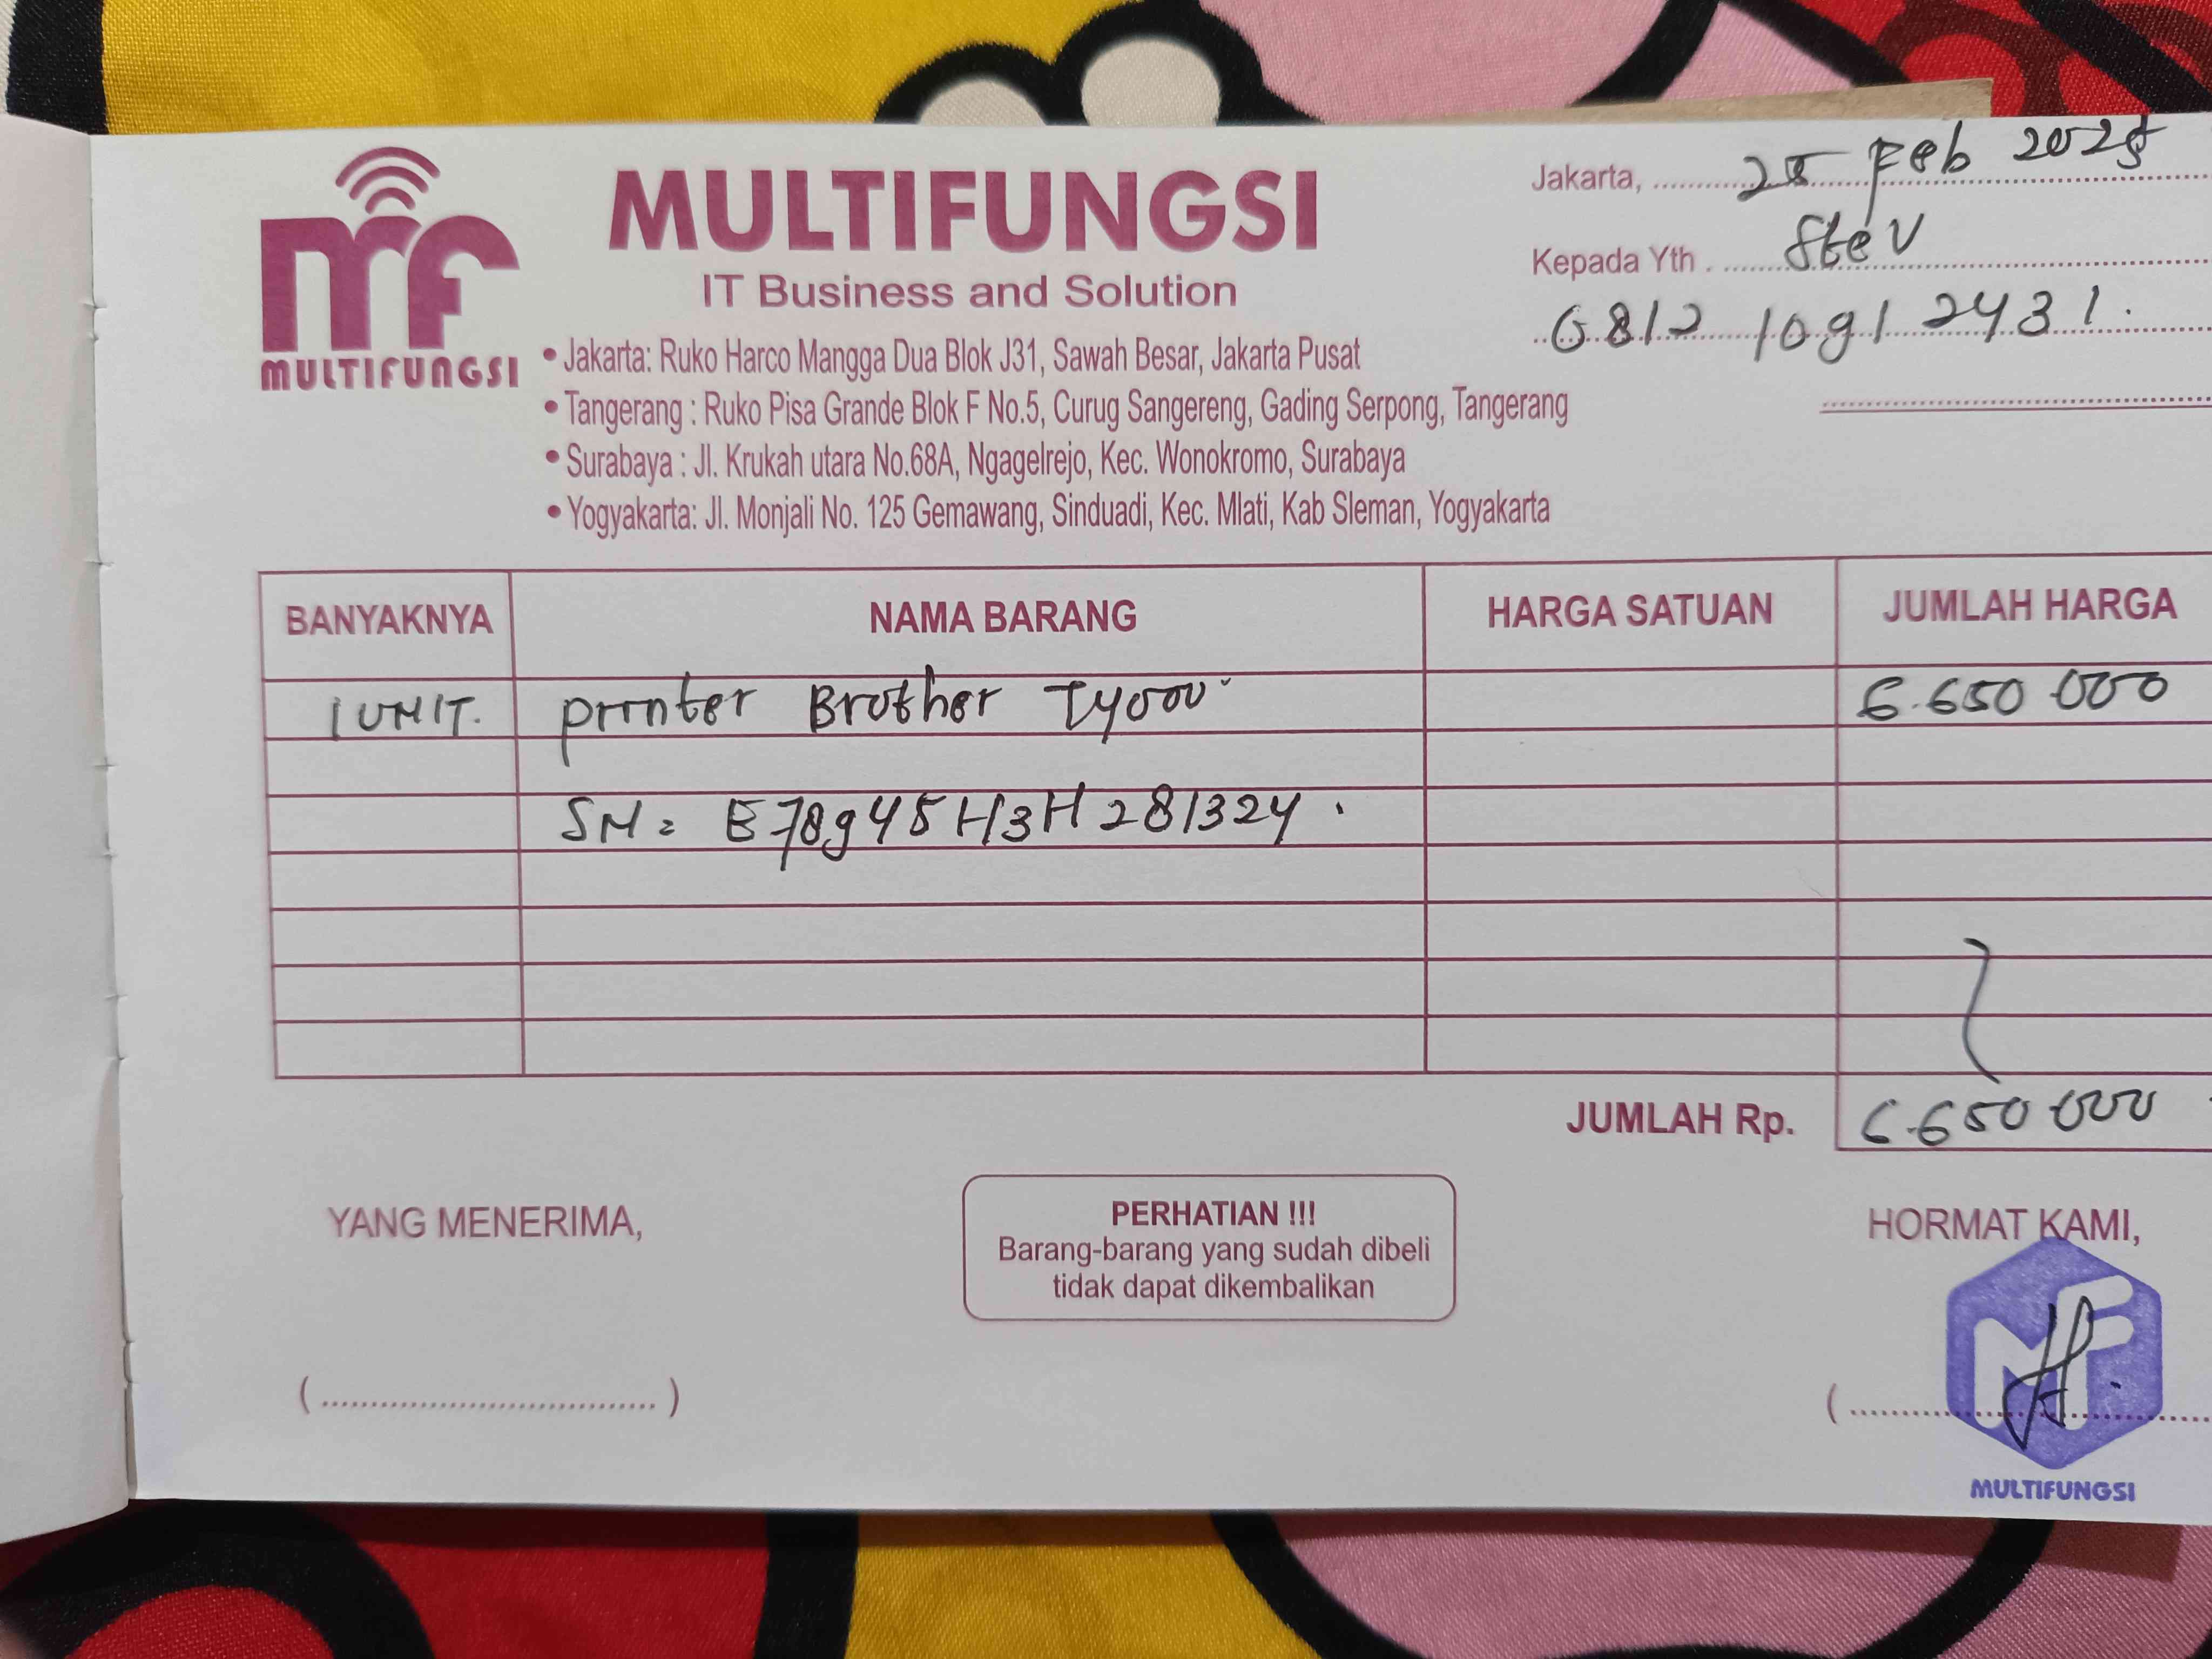 MULTIFUNGSI
MULTIFUNGSI
IT Business and Solution
• Jakarta: Ruko Harco Mangga Dua Blok J31, Sawah Besar, Jakarta Pusat
• Tangerang : Ruko Pisa Grande Blok F No.5, Curug Sangereng, Gading Serpong, Tangerang
• Surabaya : Jl. Krukah utara No.68A, Ngagelrejo, Kec. Wonokromo, Surabaya
• Yogyakarta: Jl. Monjali No. 125 Gemawang, Sinduadi, Kec. Mlati, Kab Sleman, Yogyakarta
Jakarta, 25 Feb 2025
Kepada Yth . Stev
0812 1091 2431.
BANYAKNYA NAMA BARANG HARGA SATUAN JUMLAH HARGA
1 UNIT. printer Brother T4000 6.650 000
SN = E78945H3H281324.
JUMLAH Rp. 6.650 000
YANG MENERIMA,
PERHATIAN !!!
Barang-barang yang sudah dibeli
tidak dapat dikembalikan
HORMAT KAMI,
MF
MULTIFUNGSI